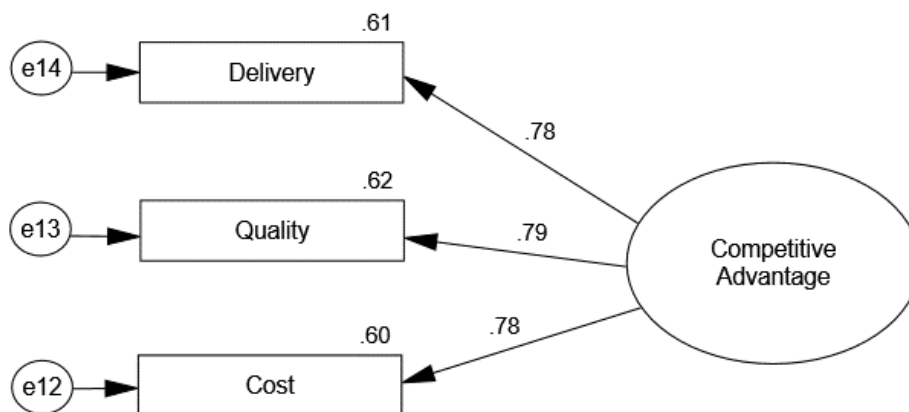 .61
e14
Delivery
.78
.62
e13
Quality
.79
Competitive
Advantage
.60
.78
e12
Cost